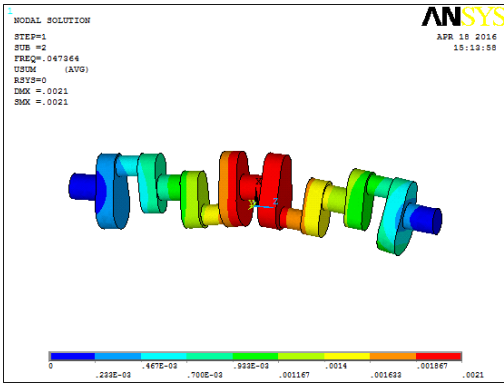 1
NODAL SOLUTION
ANSYS
STEP=1
SUB =2
FREQ=.047364
USUM (AVG)
RSYS=0
DMX =.0021
SMX =.0021
APR 18 2016
15:13:58
Z
0 .467E-03 .933E-03 .0014 .001867
.233E-03 .700E-03 .001167 .001633 .0021